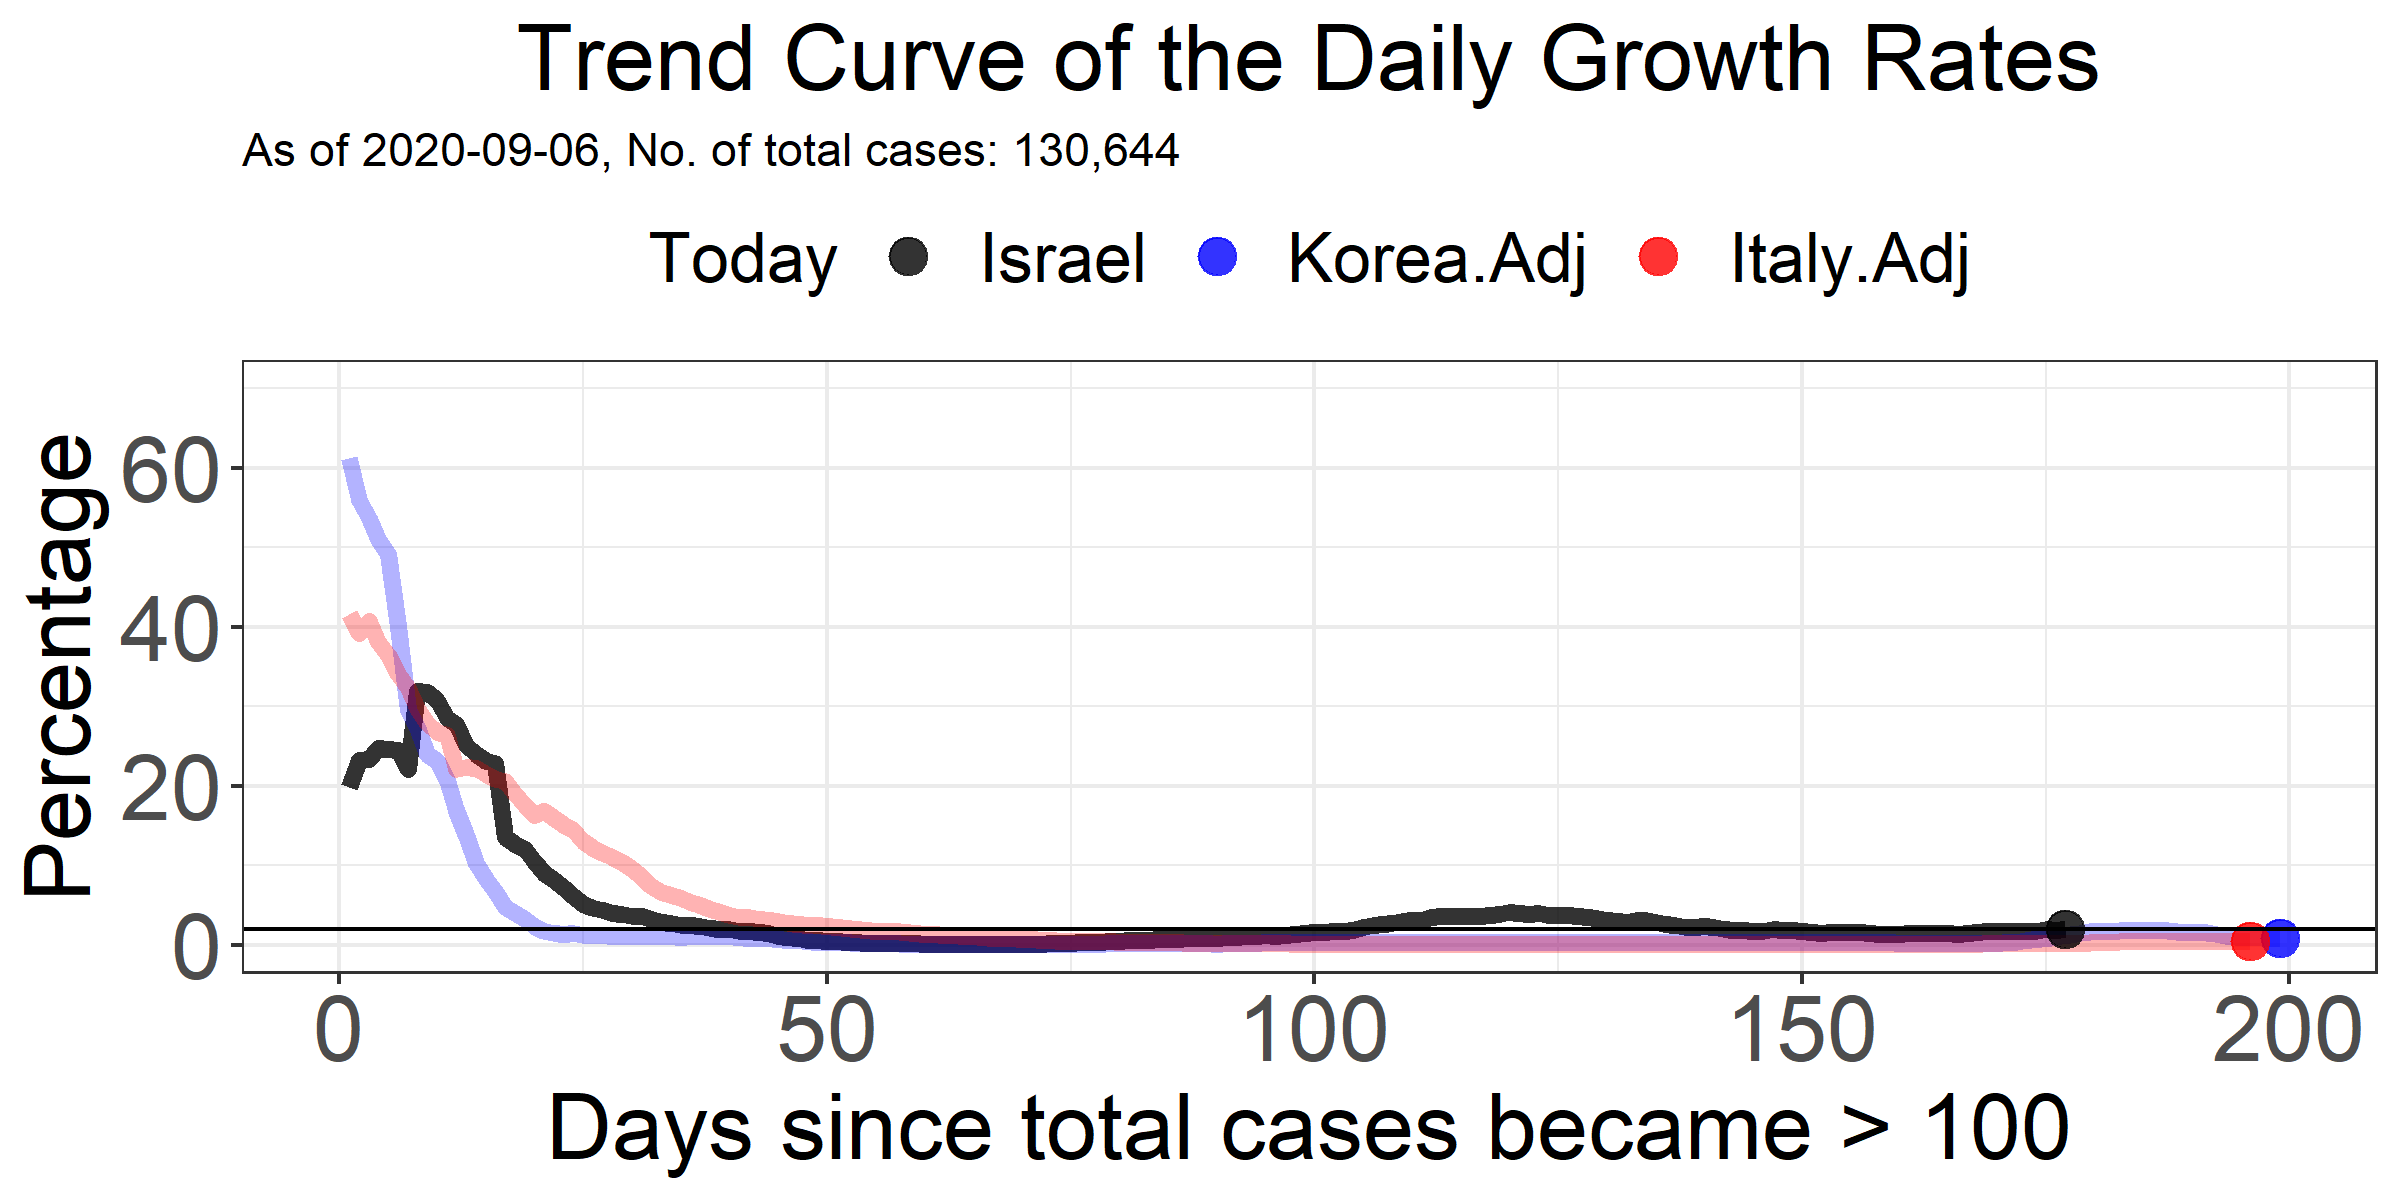 Trend Curve of the Daily Growth Rates
As of 2020-09-06, No. of total cases: 130,644
Today Israel Korea.Adj Italy.Adj
Percentage
60
40
20
0
0 50 100 150 200
Days since total cases became > 100